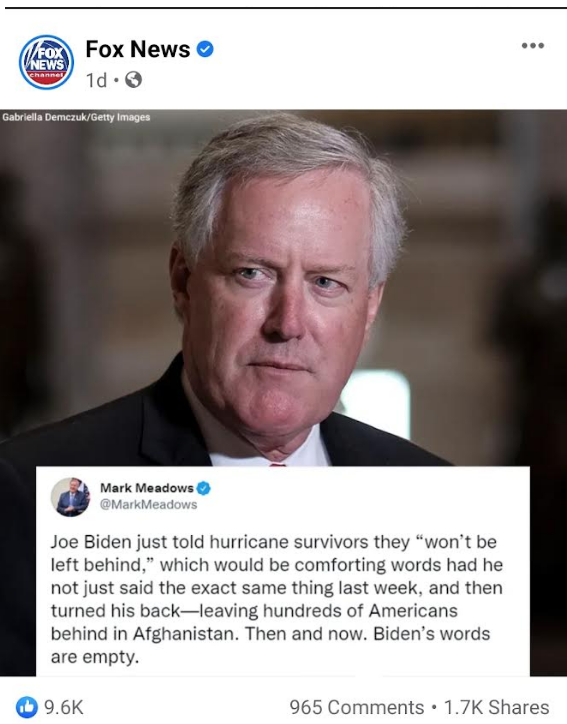 FOX
NEWS
channel
Fox News
1d •
Gabriella Demczuk/Getty Images
Mark Meadows
@MarkMeadows
Joe Biden just told hurricane survivors they “won’t be
left behind,” which would be comforting words had he
not just said the exact same thing last week, and then
turned his back—leaving hundreds of Americans
behind in Afghanistan. Then and now. Biden’s words
are empty.
9.6K
965 Comments • 1.7K Shares